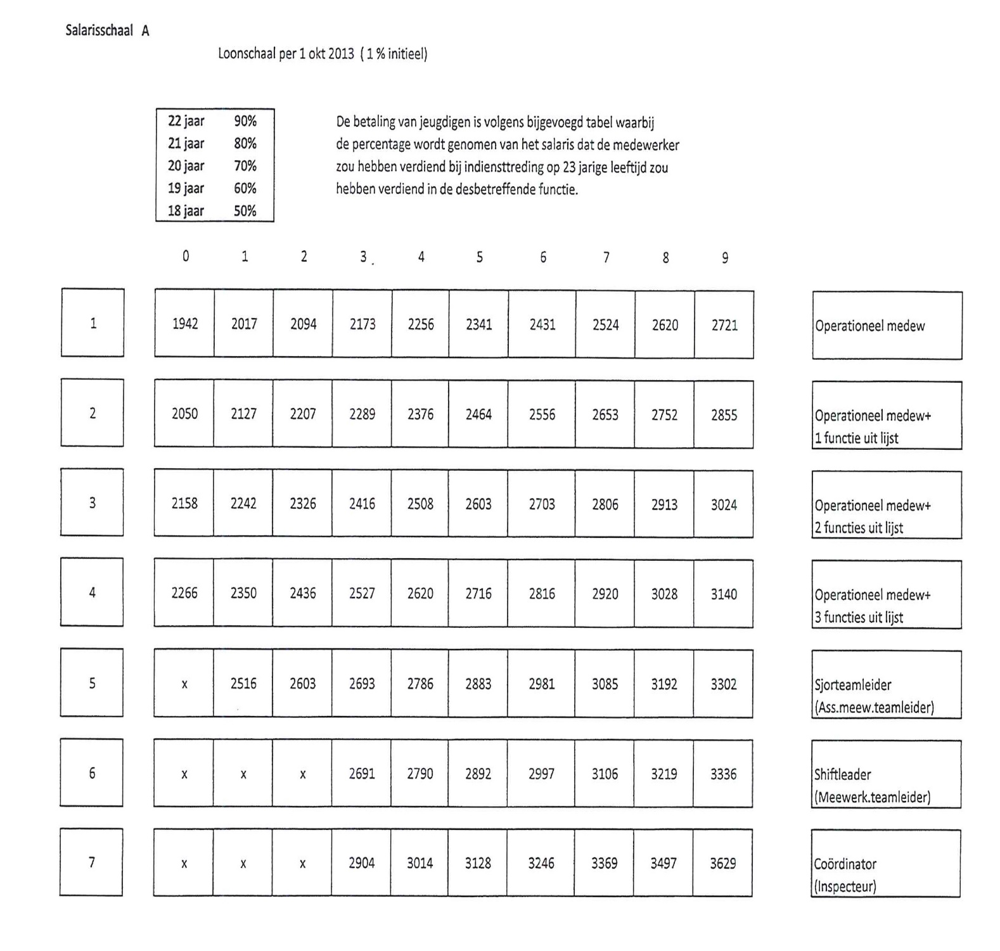 Salarisschaal A
Loonschaal per 1 okt 2013 ( 1 % initieel)
22 jaar 90%
21 jaar 80%
20 jaar 70%
19 jaar 60%
18 jaar 50%
De betaling van jeugdigen is volgens bijgevoegd tabel waarbij
de percentage wordt genomen van het salaris dat de medewerker
zou hebben verdiend bij indiensttreding op 23 jarige leeftijd zou
hebben verdiend in de desbetreffende functie.
0 1 2 3 4 5 6 7 8 9
1 1942 2017 2094 2173 2256 2341 2431 2524 2620 2721 Operationeel medew
2 2050 2127 2207 2289 2376 2464 2556 2653 2752 2855 Operationeel medew+
1 functie uit lijst
3 2158 2242 2326 2416 2508 2603 2703 2806 2913 3024 Operationeel medew+
2 functies uit lijst
4 2266 2350 2436 2527 2620 2716 2816 2920 3028 3140 Operationeel medew+
3 functies uit lijst
5 x 2516 2603 2693 2786 2883 2981 3085 3192 3302 Sjorteamleider
(Ass.meew.teamleider)
6 x x x 2691 2790 2892 2997 3106 3219 3336 Shiftleader
(Meewerk.teamleider)
7 x x x 2904 3014 3128 3246 3369 3497 3629 Coördinator
(Inspecteur)